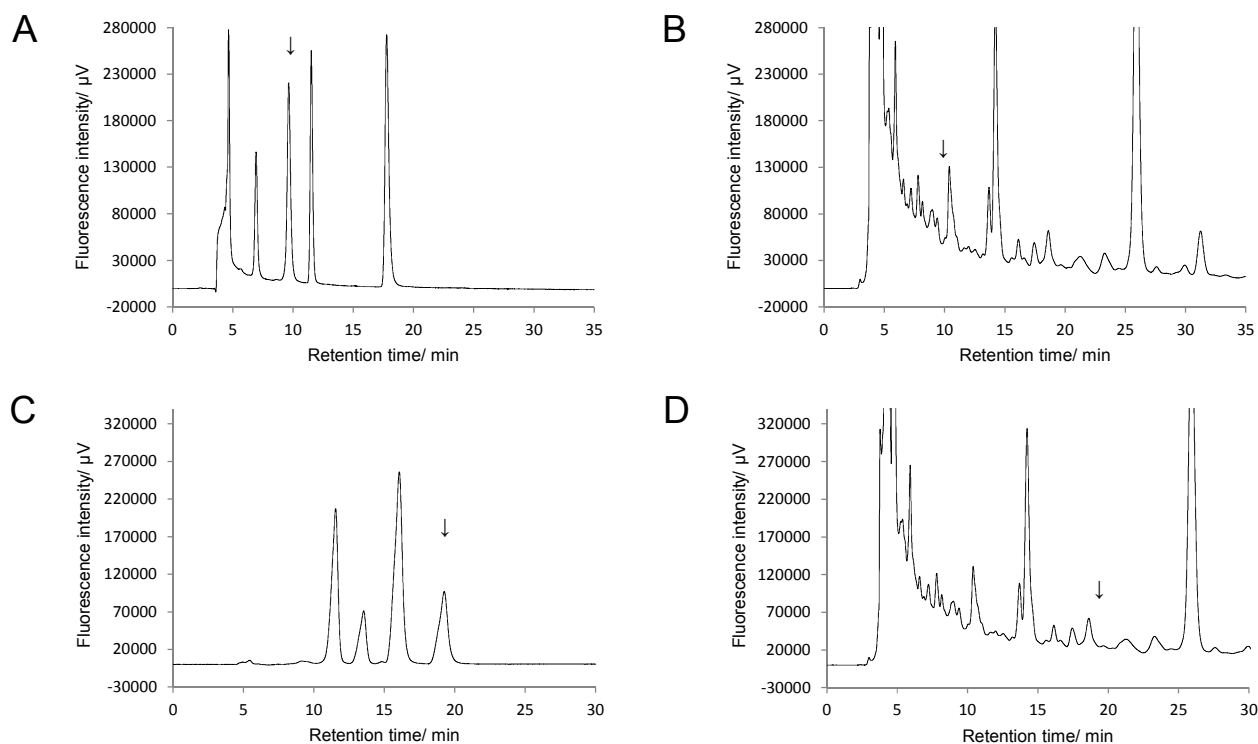 A
280000
230000
180000
130000
80000
30000
-20000
Fluorescence intensity/ µV
0 5 10 15 20 25 30 35
Retention time/ min
B
280000
230000
180000
130000
80000
30000
-20000
Fluorescence intensity/ µV
0 5 10 15 20 25 30 35
Retention time/ min
C
320000
270000
220000
170000
120000
70000
20000
-30000
Fluorescence intensity/ µV
0 5 10 15 20 25 30
Retention time/ min
D
320000
270000
220000
170000
120000
70000
20000
-30000
Fluorescence intensity/ µV
0 5 10 15 20 25 30
Retention time/ min